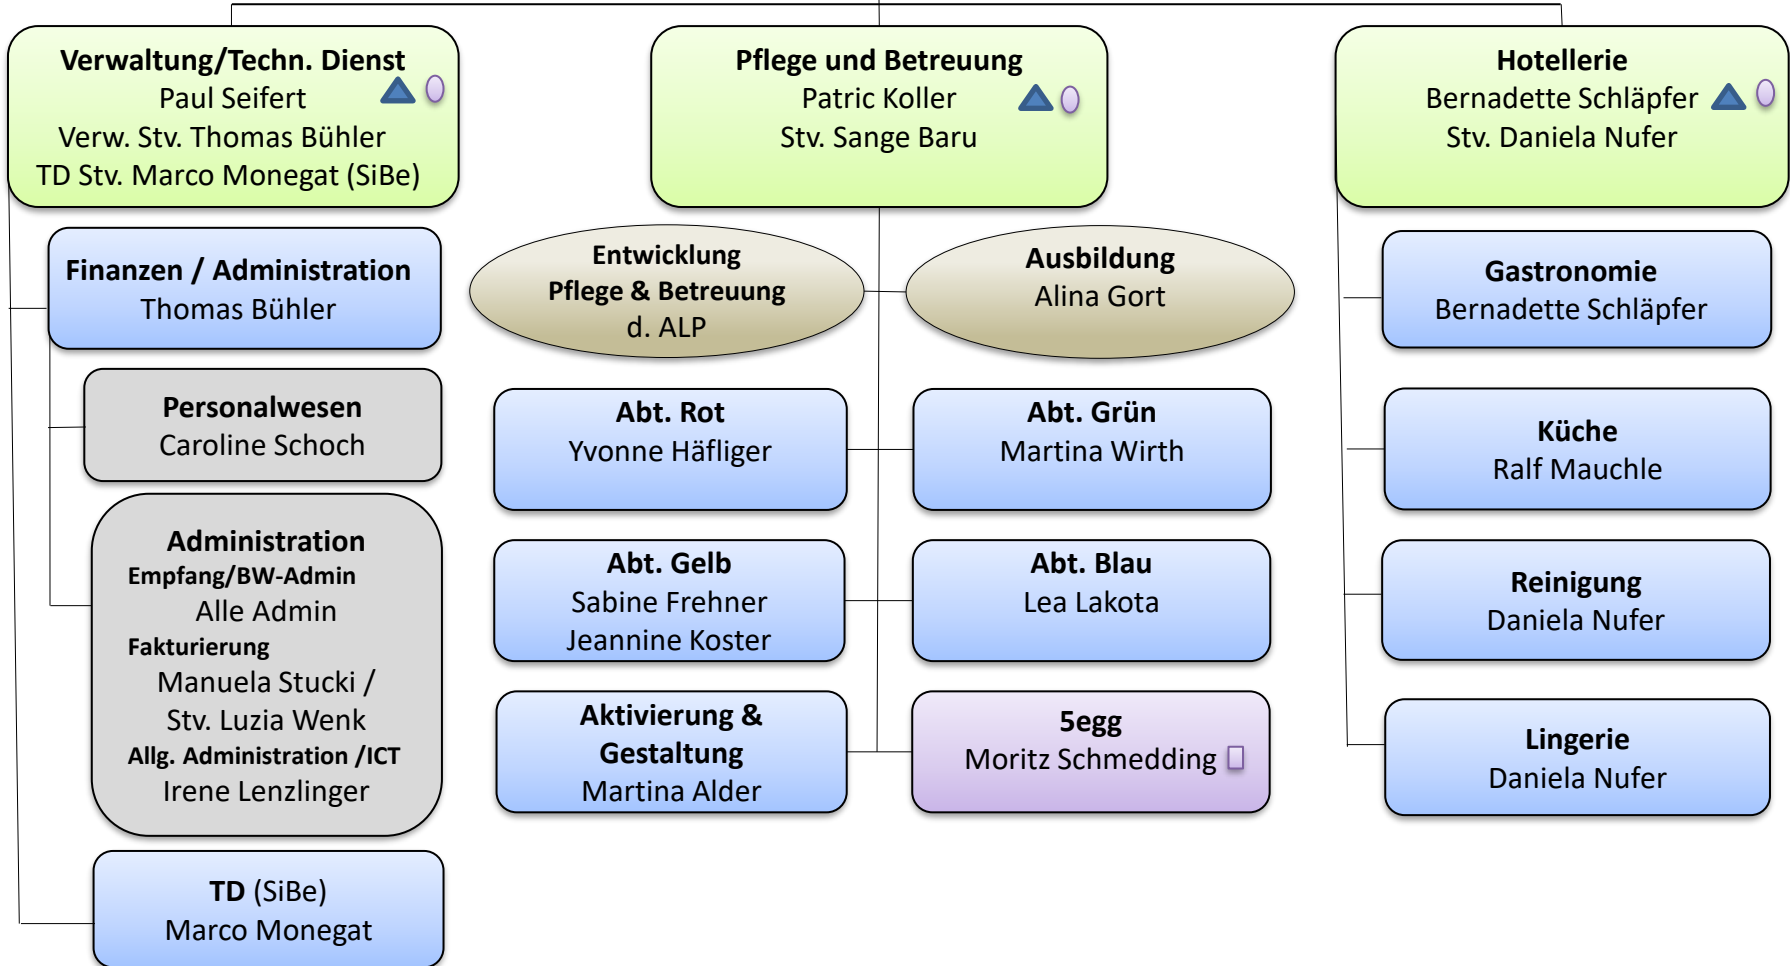 Verwaltung/Techn. Dienst
Paul Seifert
Verw. Stv. Thomas Bühler
TD Stv. Marco Monegat (SiBe)
Finanzen / Administration
Thomas Bühler
Personalwesen
Caroline Schoch
Administration
Empfang/BW-Admin
Alle Admin
Fakturierung
Manuela Stucki /
Stv. Luzia Wenk
Allg. Administration /ICT
Irene Lenzlinger
TD (SiBe)
Marco Monegat
Pflege und Betreuung
Patric Koller
Stv. Sange Baru
Entwicklung
Pflege & Betreuung
d. ALP
Ausbildung
Alina Gort
Abt. Rot
Yvonne Häfliger
Abt. Grün
Martina Wirth
Abt. Gelb
Sabine Frehner
Jeannine Koster
Abt. Blau
Lea Lakota
Aktivierung &
Gestaltung
Martina Alder
5egg
Moritz Schmedding
Hotellerie
Bernadette Schläpfer
Stv. Daniela Nufer
Gastronomie
Bernadette Schläpfer
Küche
Ralf Mauchle
Reinigung
Daniela Nufer
Lingerie
Daniela Nufer